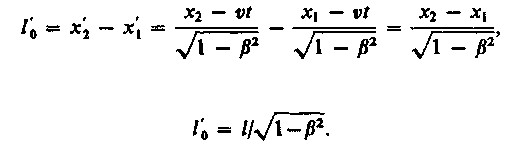 l′₀ = x′₂ − x′₁ = (x₂ − vt)/√(1 − β²) − (x₁ − vt)/√(1 − β²) = (x₂ − x₁)/√(1 − β²),
l′₀ = l/√(1−β²).